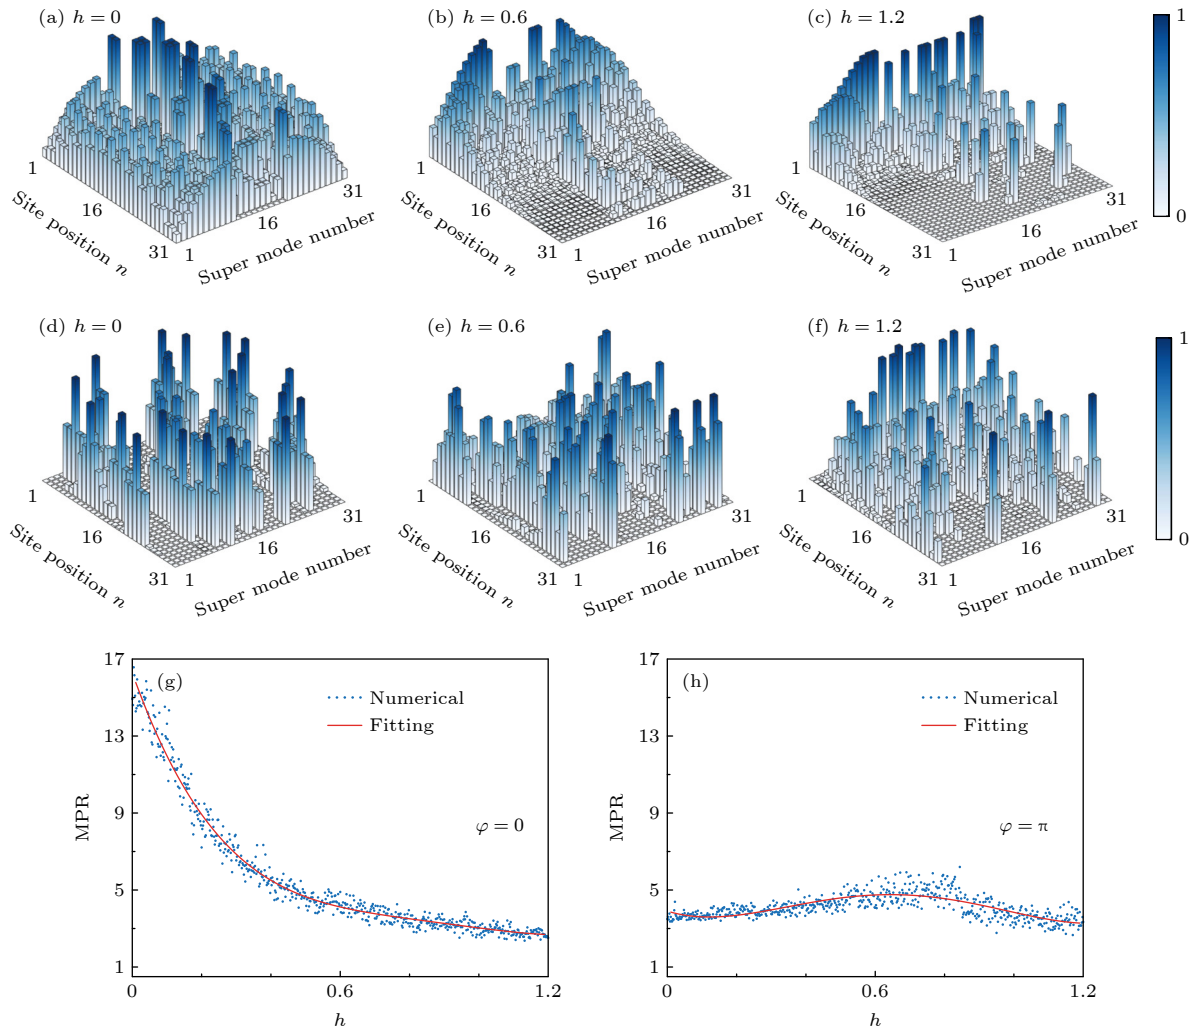 (a) h = 0
(b) h = 0.6
(c) h = 1.2
1
0
1
16
31
Site position n
1
16
31
Super mode number
1
16
31
Site position n
1
16
31
Super mode number
1
16
31
Site position n
1
16
31
Super mode number
(d) h = 0
(e) h = 0.6
(f) h = 1.2
1
0
1
16
31
Site position n
1
16
31
Super mode number
1
16
31
Site position n
1
16
31
Super mode number
1
16
31
Site position n
1
16
31
Super mode number
17
13
9
5
1
MPR
(g)
Numerical
Fitting
φ = 0
0
0.6
1.2
h
17
13
9
5
1
MPR
(h)
Numerical
Fitting
φ = π
0
0.6
1.2
h